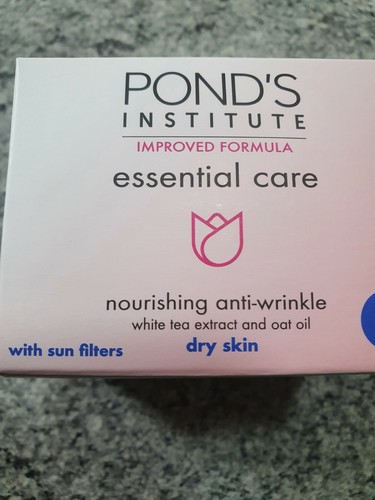 POND'S
INSTITUTE
IMPROVED FORMULA
essential care
nourishing anti-wrinkle
white tea extract and oat oil
with sun filters
dry skin